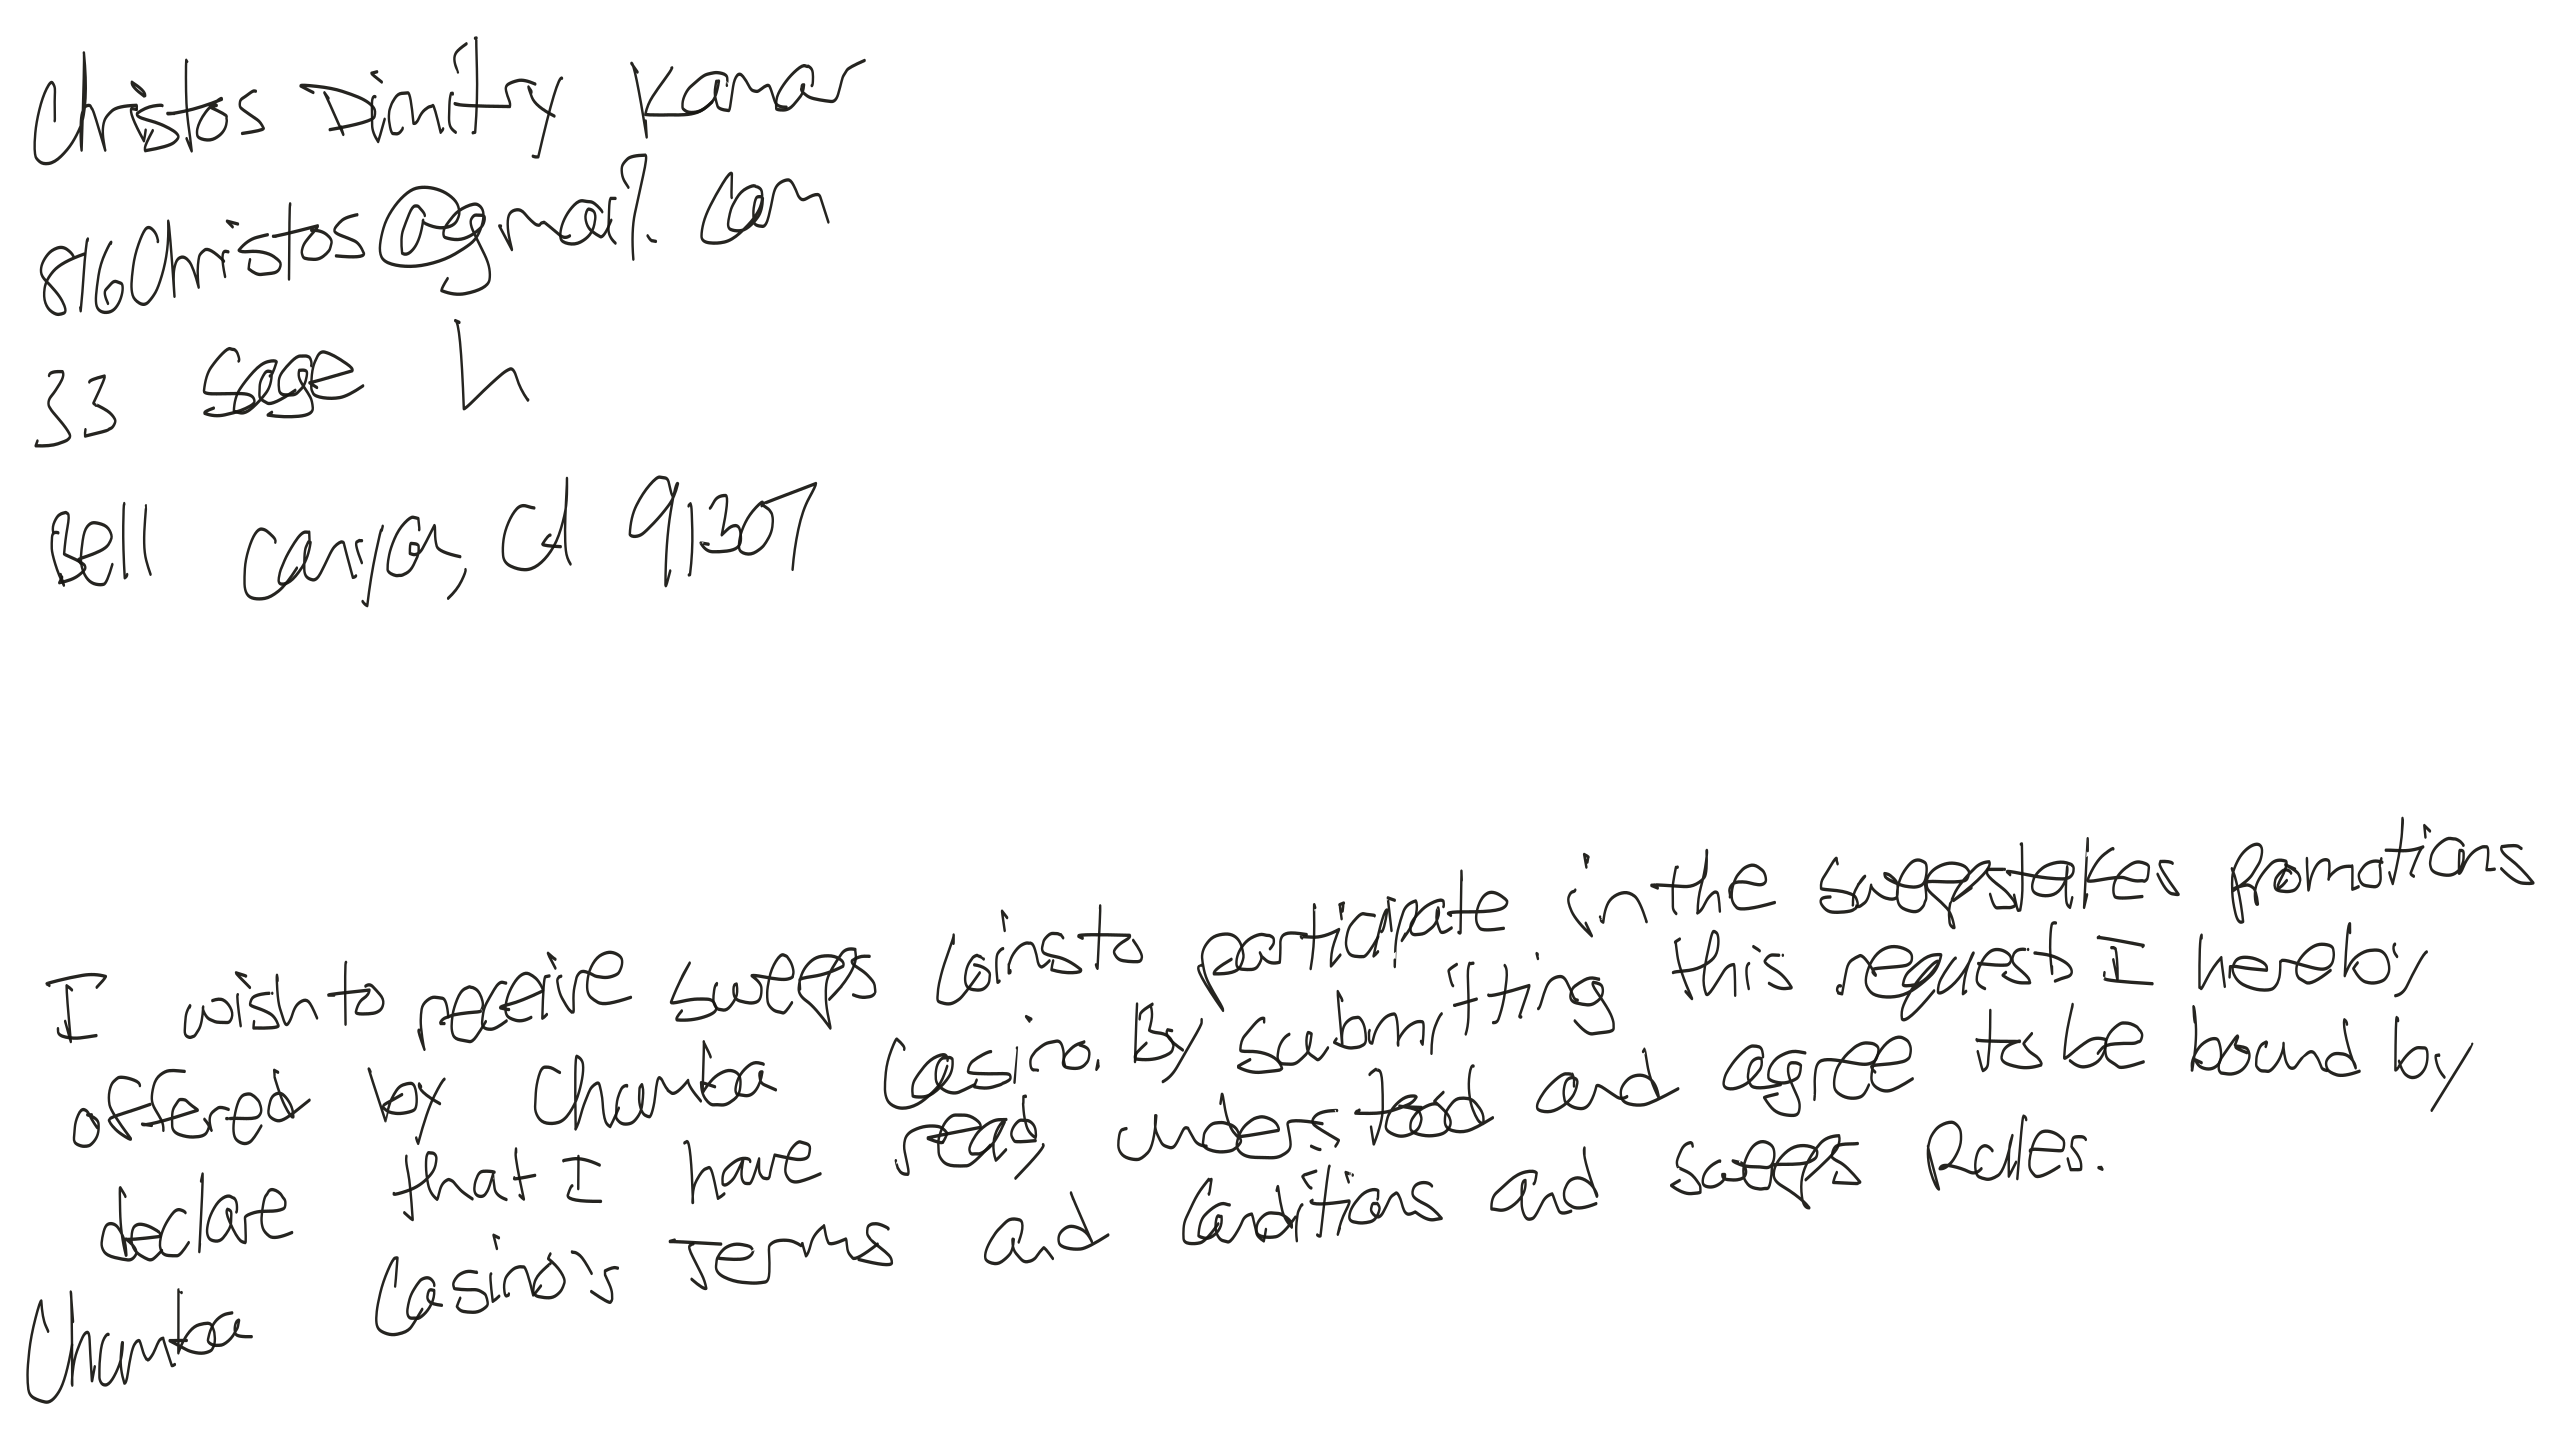 Christos Dimitry Kamar
816Christos@gmail.com
33 Sage Ln
Bell Canyon, CA 91307
I wish to receive sweeps coins to participate in the sweepstakes promotions
offered by Chumba Casino. By submitting this request I hereby
declare that I have read, understood and agree to be bound by
Chumba Casino's Terms and Conditions and Sweeps Rules.